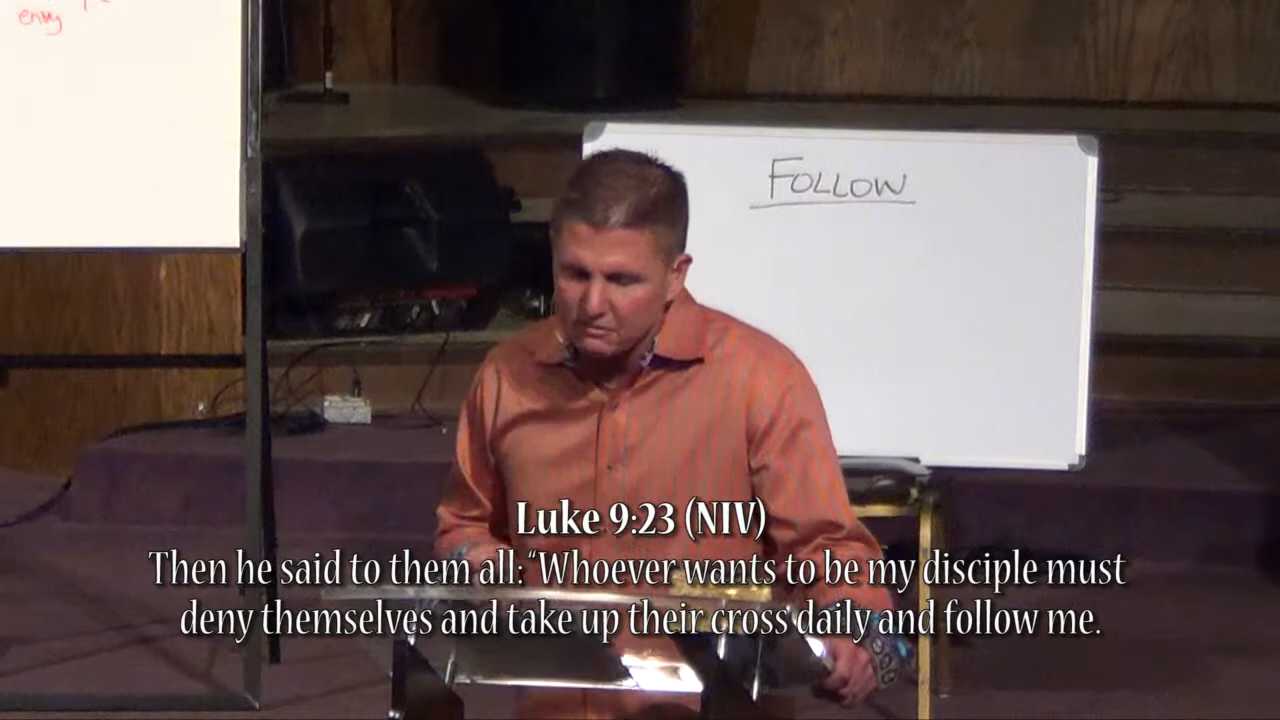 envy
FOLLOW
Luke 9:23 (NIV)
Then he said to them all: “Whoever wants to be my disciple must
deny themselves and take up their cross daily and follow me.